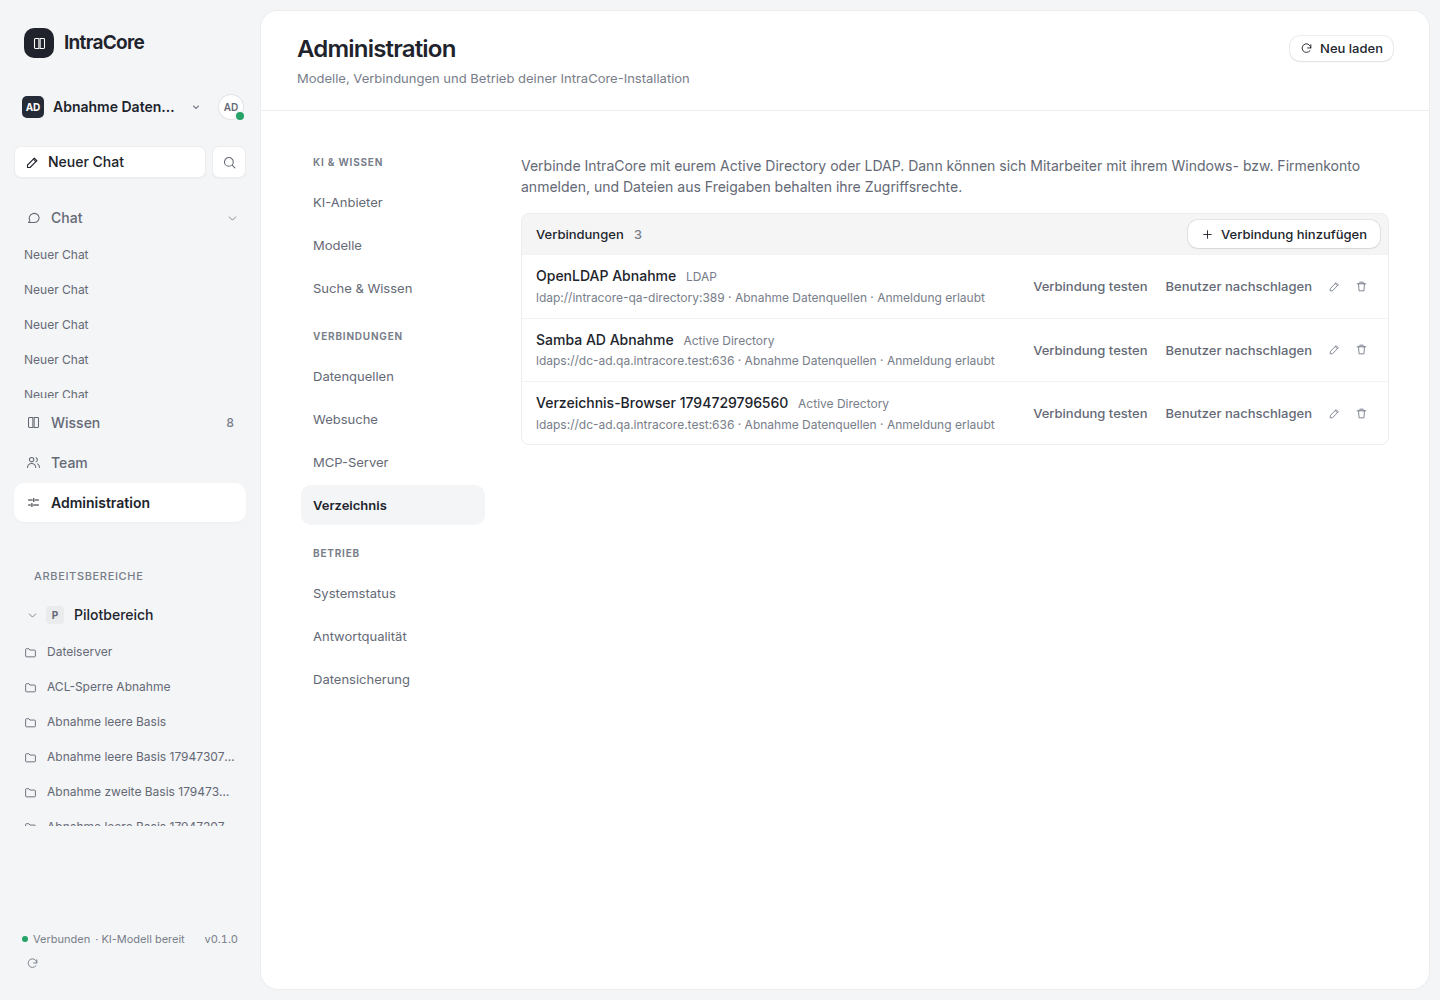 IntraCore
AD Abnahme Daten... AD
Neuer Chat
Chat
Neuer Chat
Neuer Chat
Neuer Chat
Neuer Chat
Neuer Chat
Wissen 8
Team
Administration
ARBEITSBEREICHE
P Pilotbereich
Dateiserver
ACL-Sperre Abnahme
Abnahme leere Basis
Abnahme leere Basis 17947307...
Abnahme zweite Basis 179473...
Abnahme leere Basis 17947307...
Verbunden · KI-Modell bereit v0.1.0
Administration
Modelle, Verbindungen und Betrieb deiner IntraCore-Installation
Neu laden
KI & WISSEN
KI-Anbieter
Modelle
Suche & Wissen
VERBINDUNGEN
Datenquellen
Websuche
MCP-Server
Verzeichnis
BETRIEB
Systemstatus
Antwortqualität
Datensicherung
Verbinde IntraCore mit eurem Active Directory oder LDAP. Dann können sich Mitarbeiter mit ihrem Windows- bzw. Firmenkonto
anmelden, und Dateien aus Freigaben behalten ihre Zugriffsrechte.
Verbindungen 3
Verbindung hinzufügen
OpenLDAP Abnahme LDAP
ldap://intracore-qa-directory:389 · Abnahme Datenquellen · Anmeldung erlaubt
Verbindung testen Benutzer nachschlagen
Samba AD Abnahme Active Directory
ldaps://dc-ad.qa.intracore.test:636 · Abnahme Datenquellen · Anmeldung erlaubt
Verbindung testen Benutzer nachschlagen
Verzeichnis-Browser 1794729796560 Active Directory
ldaps://dc-ad.qa.intracore.test:636 · Abnahme Datenquellen · Anmeldung erlaubt
Verbindung testen Benutzer nachschlagen